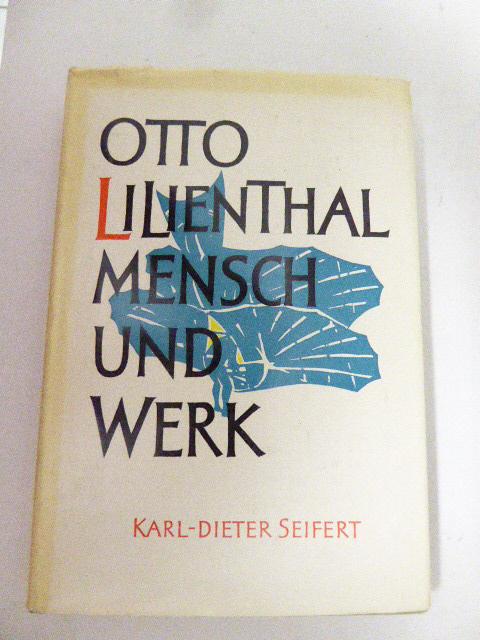 OTTO
LILIENTHAL
MENSCH
UND
WERK
KARL-DIETER SEIFERT